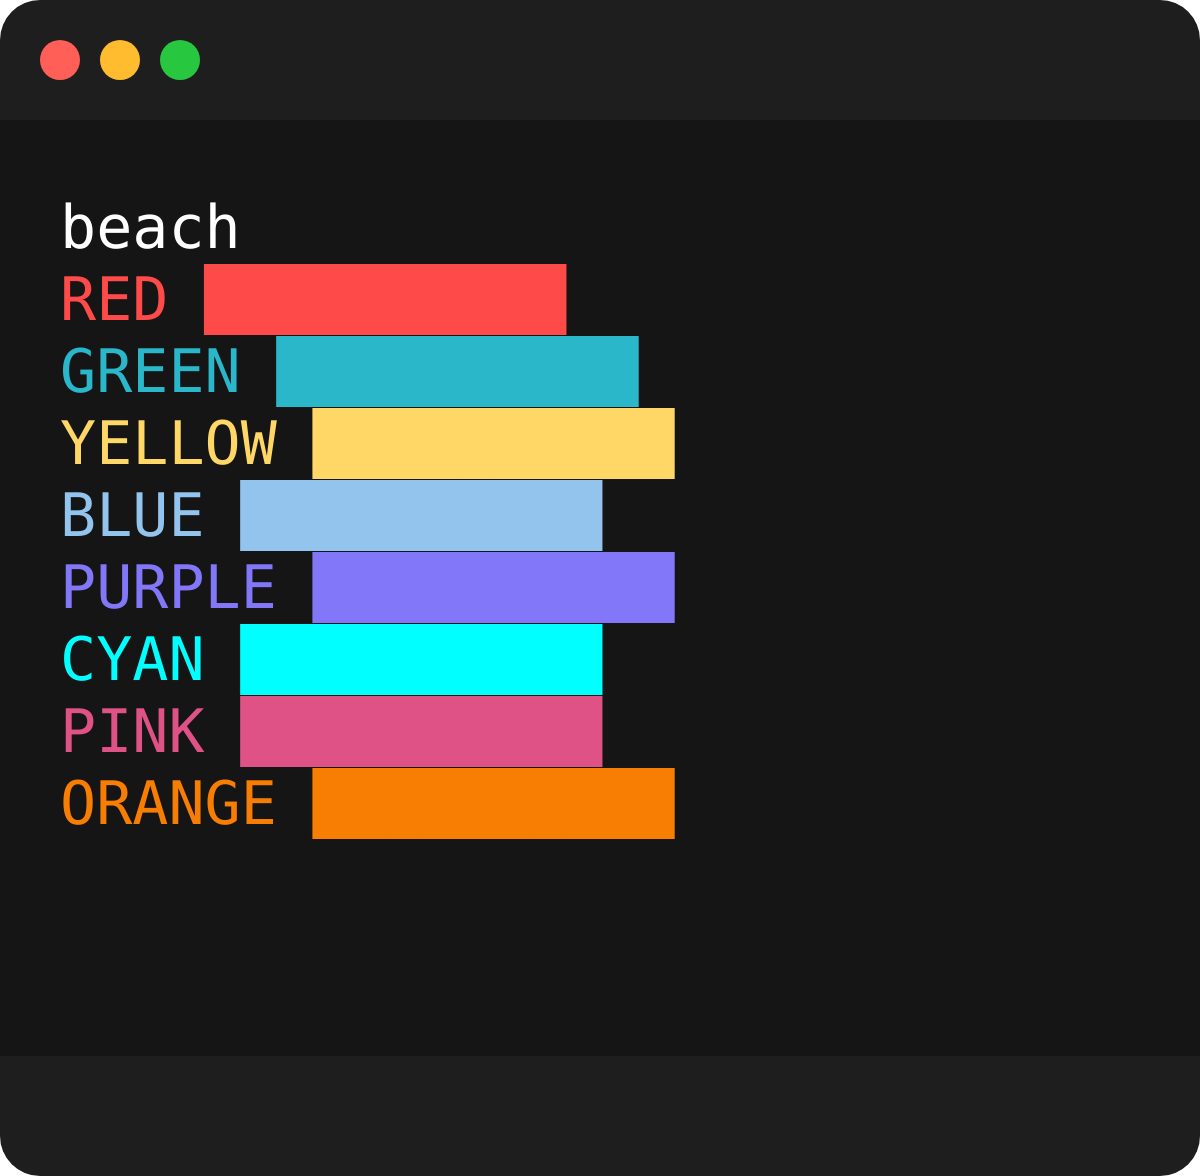 beach
RED
GREEN
YELLOW
BLUE
PURPLE
CYAN
PINK
ORANGE